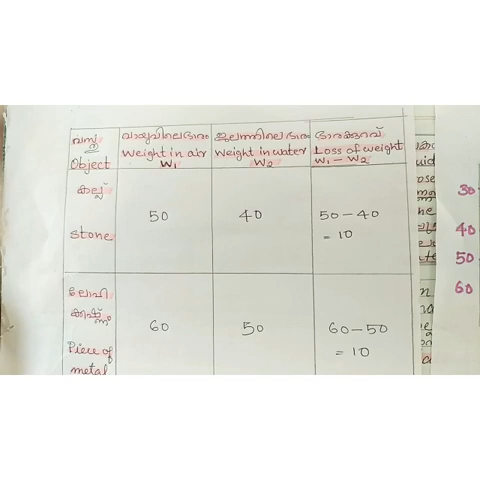 വസ്തു
Object
വായുവിലെ ഭാരം
Weight in air
W₁
ജലത്തിലെ ഭാരം
Weight in water
W₂
ഭാരക്കുറവ്
Loss of weight
W₁ – W₂
കല്ല്
stone
50
40
50 – 40
= 10
ലോഹ
കഷ്ണം
Piece of
metal
60
50
60 – 50
= 10
30
40
50
60